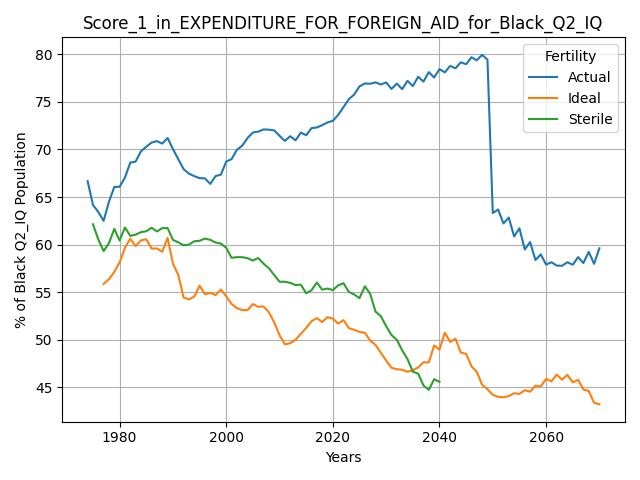 Score_1_in_EXPENDITURE_FOR_FOREIGN_AID_for_Black_Q2_IQ
Fertility
Actual
Ideal
Sterile
% of Black Q2_IQ Population
80
75
70
65
60
55
50
45
1980
2000
2020
2040
2060
Years